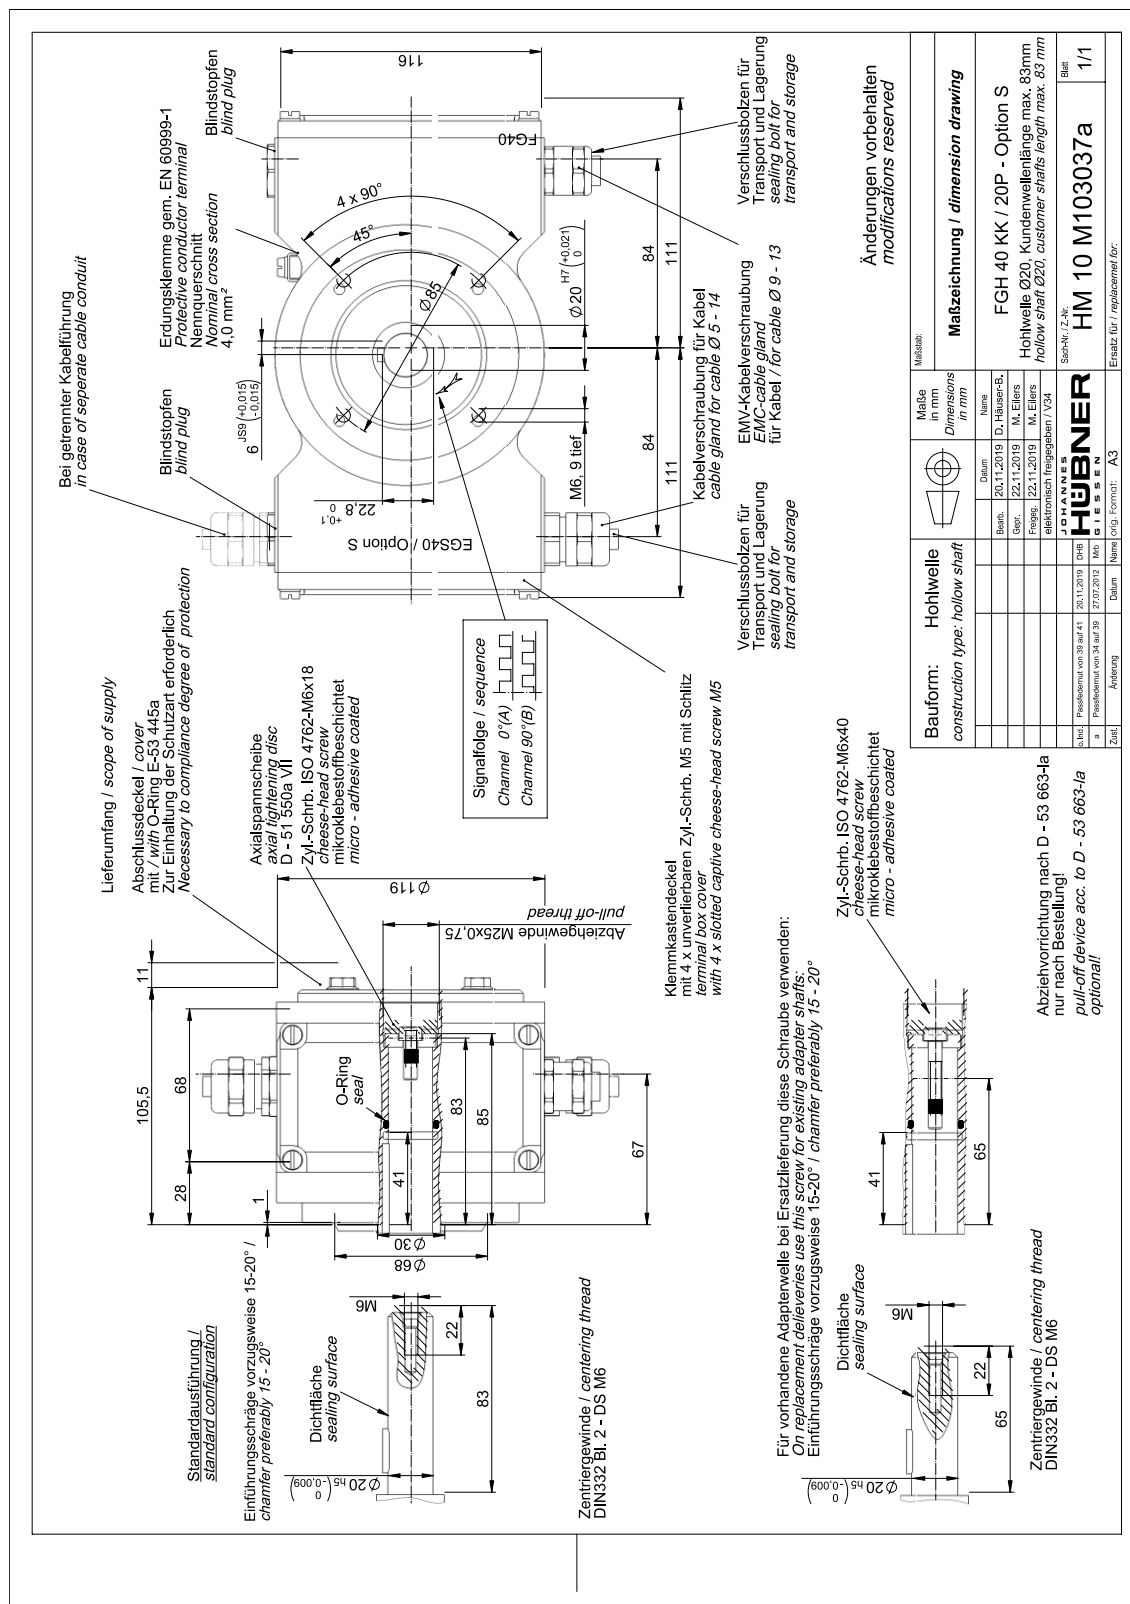 Standardausführung /
standard configuration
Einführungsschräge vorzugsweise 15-20° /
chamfer preferably 15 - 20°
Dichtfläche
sealing surface
Ø20 h5 ( 0 / -0,009 )
M6
22
83
Zentriergewinde / centering thread
DIN332 Bl. 2 - DS M6
Lieferumfang / scope of supply
Abschlussdeckel / cover
mit / with O-Ring E-53 445a
Zur Einhaltung der Schutzart erforderlich
Necessary to compliance degree of protection
Axialspannscheibe
axial tightening disc
D - 51 550a VII
Zyl.-Schrb. ISO 4762-M6x18
cheese-head screw
mikroklebestoffbeschichtet
micro - adhesive coated
105,5
11
68
28
1
O-Ring
seal
41
83
85
67
Ø30
Ø68
Ø119
Abziehgewinde M25x0,75
pull-off thread
Klemmkastendeckel
mit 4 x unverlierbaren Zyl.-Schrb. M5 mit Schlitz
terminal box cover
with 4 x slotted captive cheese-head screw M5
Bei getrennter Kabelführung
in case of seperate cable conduit
Blindstopfen
blind plug
Erdungsklemme gem. EN 60999-1
Protective conductor terminal
Nennquerschnitt
Nominal cross section
4,0 mm²
Blindstopfen
blind plug
116
6 JS9 (+0,015 / -0,015)
4 x 90°
45°
Ø85
22,8 +0,1 / 0
EGS40 / Option S
FG40
M6, 9 tief
Ø20 H7 (+0,021 / 0)
84
111
84
111
Signalfolge / sequence
Channel 0°(A)
Channel 90°(B)
Kabelverschraubung für Kabel
cable gland for cable Ø 5 - 14
EMV-Kabelverschraubung
EMC-cable gland
für Kabel / for cable Ø 9 - 13
Verschlussbolzen für
Transport und Lagerung
sealing bolt for
transport and storage
Verschlussbolzen für
Transport und Lagerung
sealing bolt for
transport and storage
Für vorhandene Adapterwelle bei Ersatzlieferung diese Schraube verwenden:
On replacement delieveries use this screw for existing adapter shafts:
Einführungsschräge vorzugsweise 15-20° / chamfer preferably 15 - 20°
Dichtfläche
sealing surface
Ø20 h5 ( 0 / -0,009 )
M6
22
65
Zentriergewinde / centering thread
DIN332 Bl. 2 - DS M6
41
65
Zyl.-Schrb. ISO 4762-M6x40
cheese-head screw
mikroklebestoffbeschichtet
micro - adhesive coated
Abziehvorrichtung nach D - 53 663-Ia
nur nach Bestellung!
pull-off device acc. to D - 53 663-Ia
optional!
Änderungen vorbehalten
modifications reserved
Bauform: Hohlwelle
construction type: hollow shaft
Maße
in mm
Dimensions
in mm
Maßstab:
Maßzeichnung / dimension drawing
Datum Name
Bearb. 20.11.2019 D. Häuser-B.
Gepr. 22.11.2019 M. Eilers
Freigeg. 22.11.2019 M. Eilers
elektronisch freigegeben / V34
FGH 40 KK / 20P - Option S
Hohlwelle Ø20, Kundenwellenlänge max. 83mm
hollow shaft Ø20, customer shafts length max. 83 mm
o.Ind. Passfedernut von 39 auf 41 20.11.2019 DHB
a Passfedernut von 34 auf 39 27.07.2012 Mrb
Zust. Änderung Datum Name
JOHANNES
HÜBNER
GIESSEN
orig. Format: A3
Sach-Nr. / Z.-Nr.
HM 10 M103037a
Blatt
1/1
Ersatz für / replacemet for: